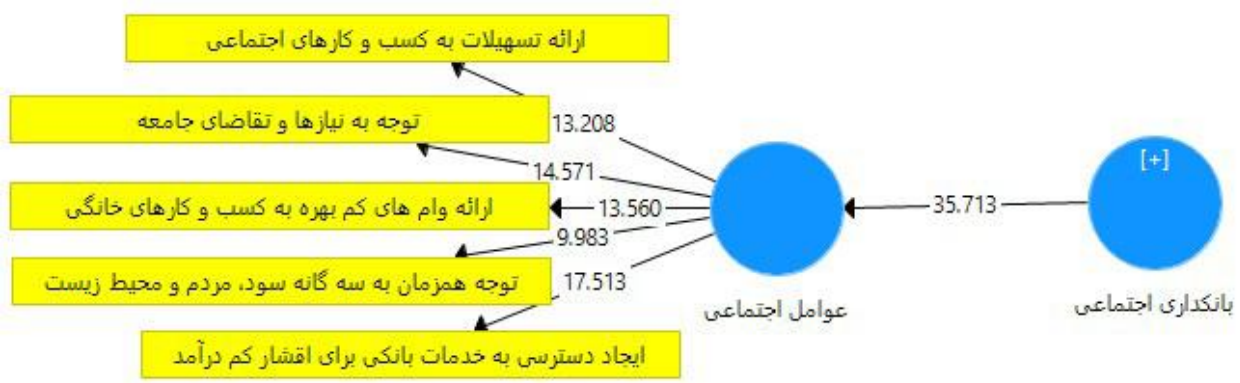 ارائه تسهیلات به کسب و کارهای اجتماعی
13.208
توجه به نیازها و تقاضای جامعه
14.571
ارائه وام های کم بهره به کسب و کارهای خانگی
13.560
9.983
توجه همزمان به سه گانه سود، مردم و محیط زیست
17.513
ایجاد دسترسی به خدمات بانکی برای اقشار کم درآمد
عوامل اجتماعی
35.713
[+]
بانکداری اجتماعی